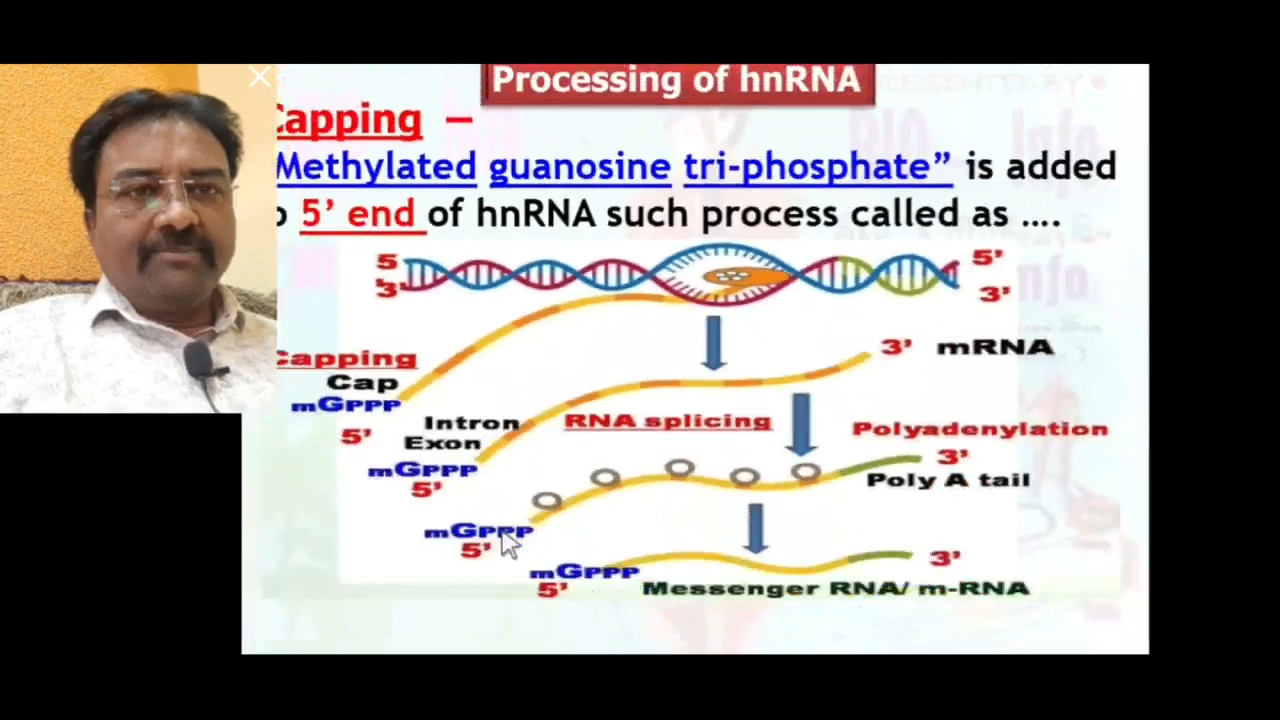 Processing of hnRNA
Capping –
Methylated guanosine tri-phosphate” is added
5’ end of hnRNA such process called as ....
5 5’
’3’ 3’
Capping
Cap
mGPPP
5’
3’ mRNA
Intron
Exon
RNA splicing
Polyadenylation
mGPPP
5’
3’
Poly A tail
mGPPP
5’
3’
mGPPP
5’
Messenger RNA/ m-RNA